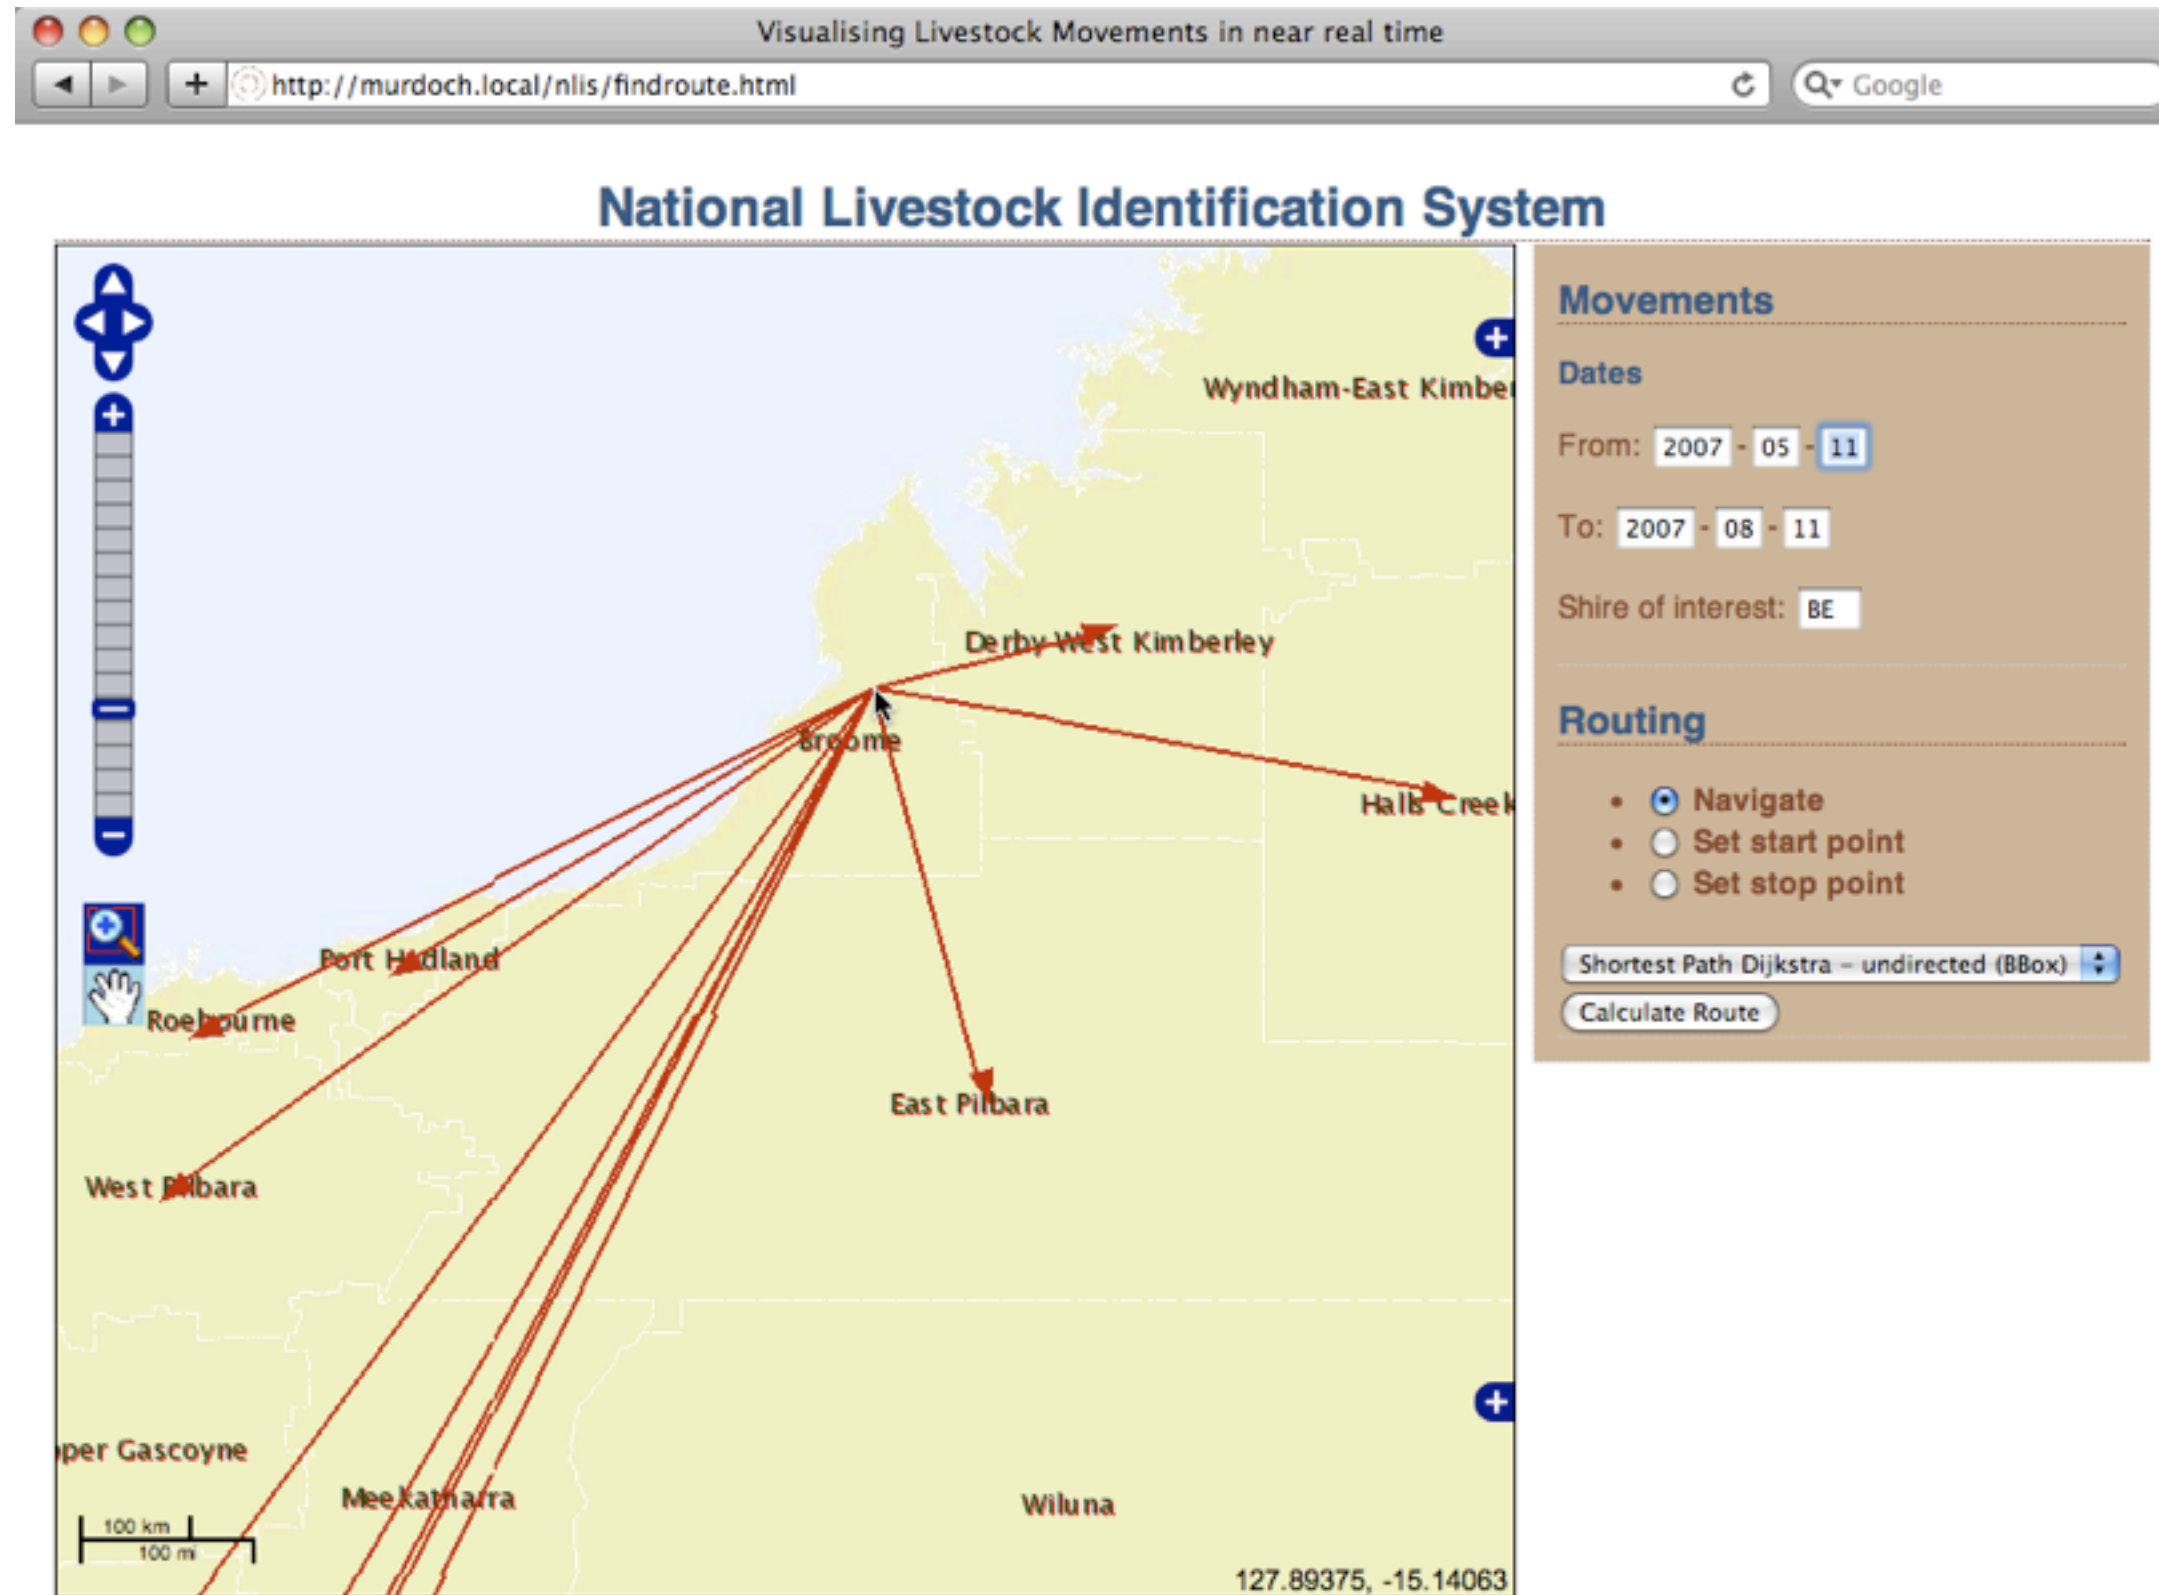 Visualising Livestock Movements in near real time
http://murdoch.local/nlis/findroute.html
Google
National Livestock Identification System
Wyndham-East Kimber
Derby West Kimberley
Broome
Halls Creek
Port Hedland
Roebourne
East Pilbara
West Pilbara
pper Gascoyne
Meekatharra
Wiluna
100 km
100 mi
127.89375, -15.14063
Movements
Dates
From: 2007 - 05 - 11
To: 2007 - 08 - 11
Shire of interest: BE
Routing
Navigate
Set start point
Set stop point
Shortest Path Dijkstra – undirected (BBox)
Calculate Route